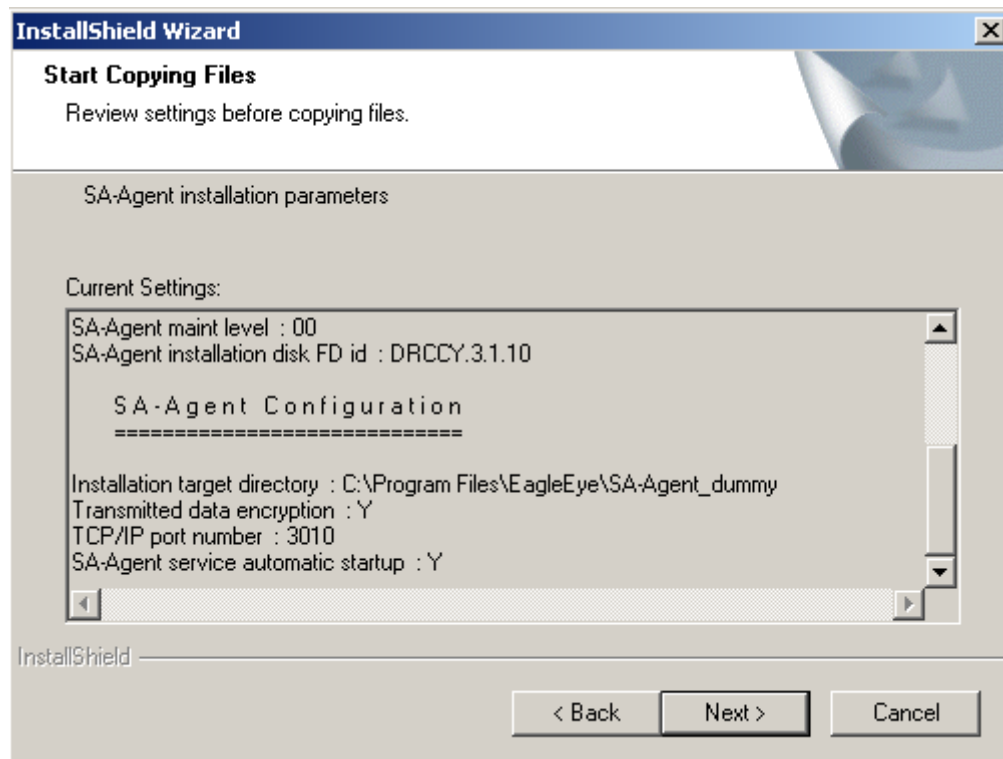 InstallShield Wizard
Start Copying Files
Review settings before copying files.
SA-Agent installation parameters
Current Settings:
SA-Agent maint level : 00
SA-Agent installation disk FD id : DRCCY.3.1.10
S A - A g e n t   C o n f i g u r a t i o n
=============================
Installation target directory : C:\Program Files\EagleEye\SA-Agent_dummy
Transmitted data encryption : Y
TCP/IP port number : 3010
SA-Agent service automatic startup : Y
InstallShield
< Back   Next >   Cancel